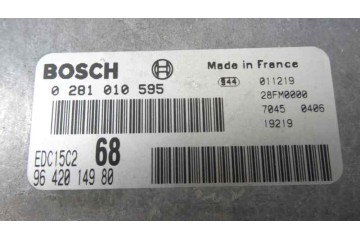 BOSCH
Made in France
0 281 010 595
944 011219
28FM0000
7045 0406
19219
EDC15C2 68
96 420 149 80